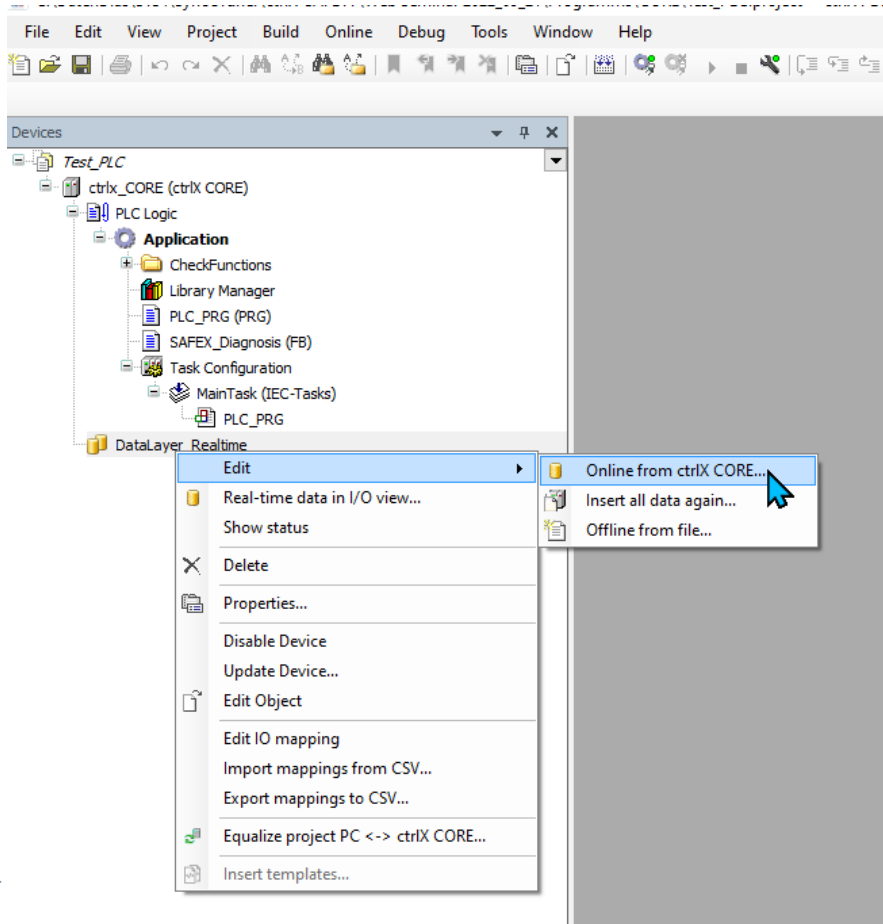 File Edit View Project Build Online Debug Tools Window Help
Devices
Test_PLC
ctrlx_CORE (ctrlX CORE)
PLC Logic
Application
CheckFunctions
Library Manager
PLC_PRG (PRG)
SAFEX_Diagnosis (FB)
Task Configuration
MainTask (IEC-Tasks)
PLC_PRG
DataLayer_Realtime
Edit
Real-time data in I/O view...
Show status
Delete
Properties...
Disable Device
Update Device...
Edit Object
Edit IO mapping
Import mappings from CSV...
Export mappings to CSV...
Equalize project PC <-> ctrlX CORE...
Insert templates...
Online from ctrlX CORE...
Insert all data again...
Offline from file...